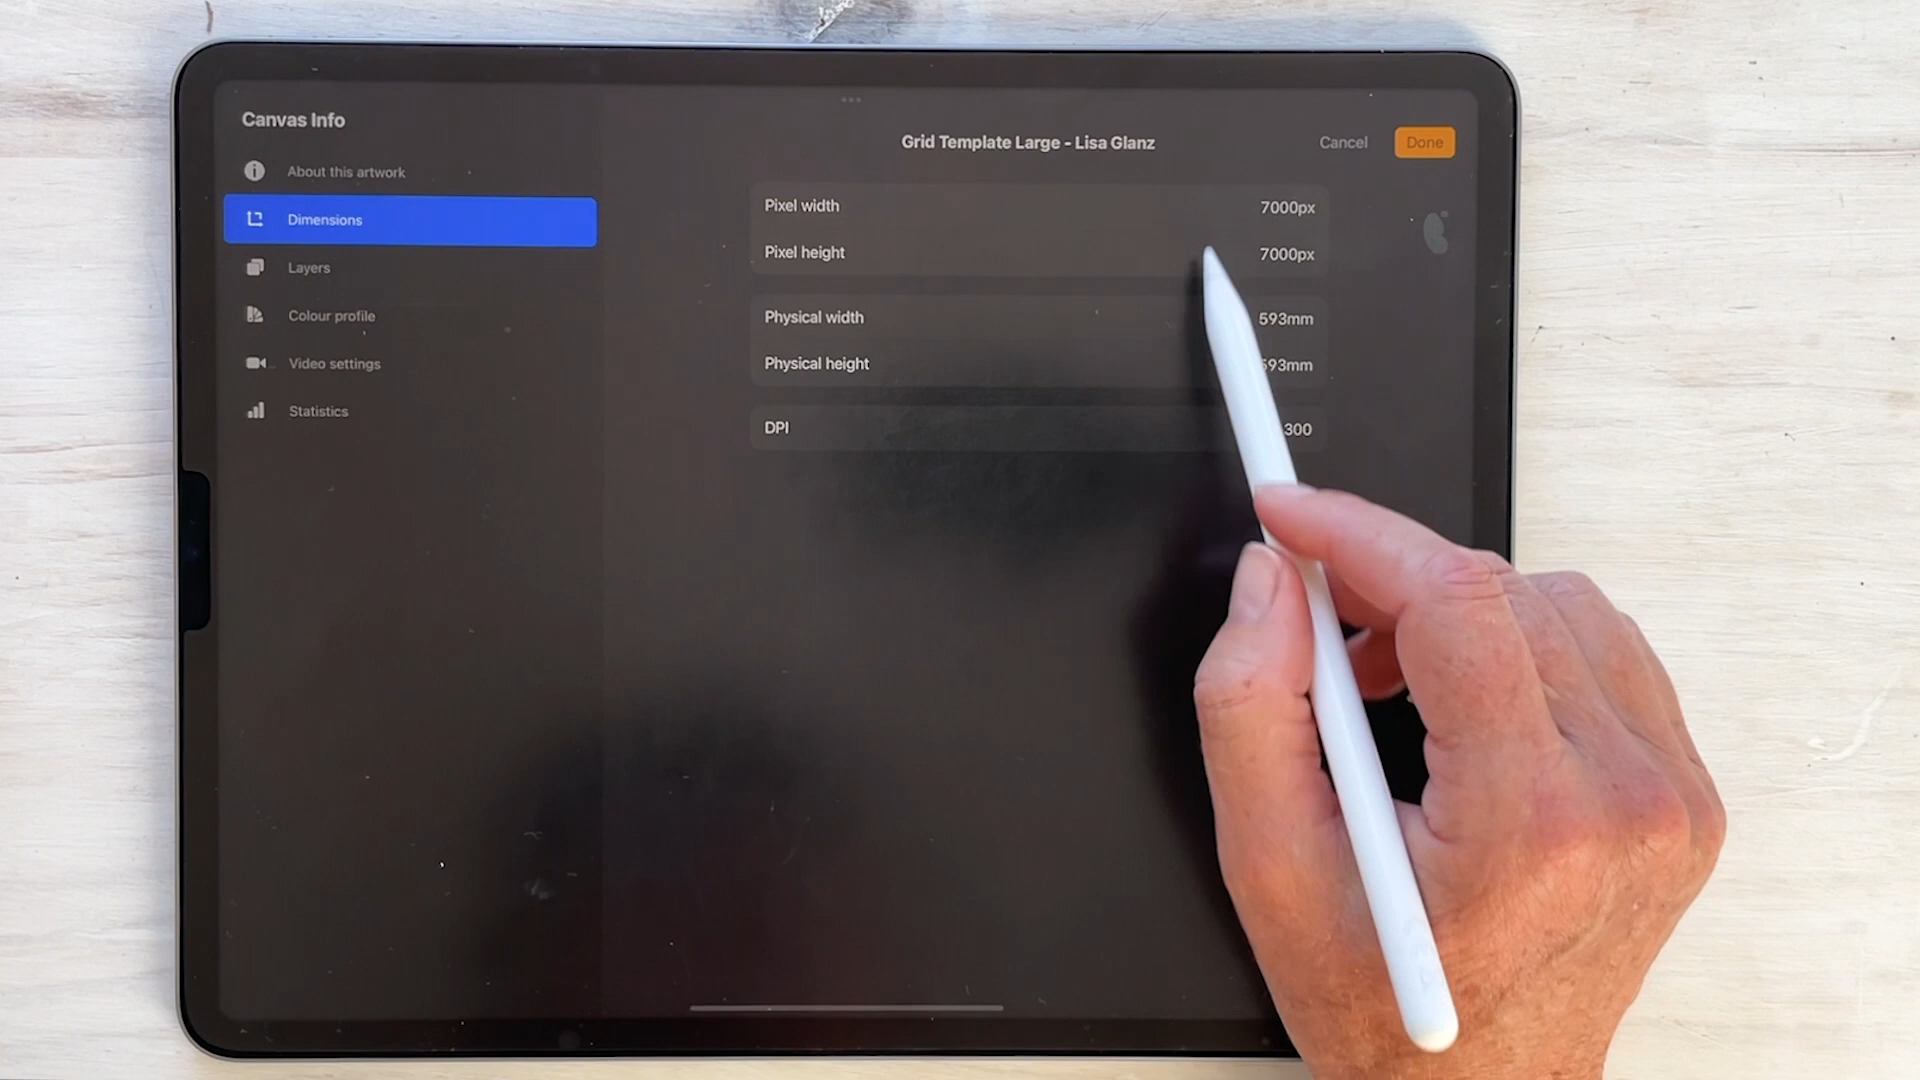 Canvas Info
About this artwork
Dimensions
Layers
Colour profile
Video settings
Statistics
Grid Template Large - Lisa Glanz
Cancel
Done
Pixel width
7000px
Pixel height
7000px
Physical width
593mm
Physical height
593mm
DPI
300